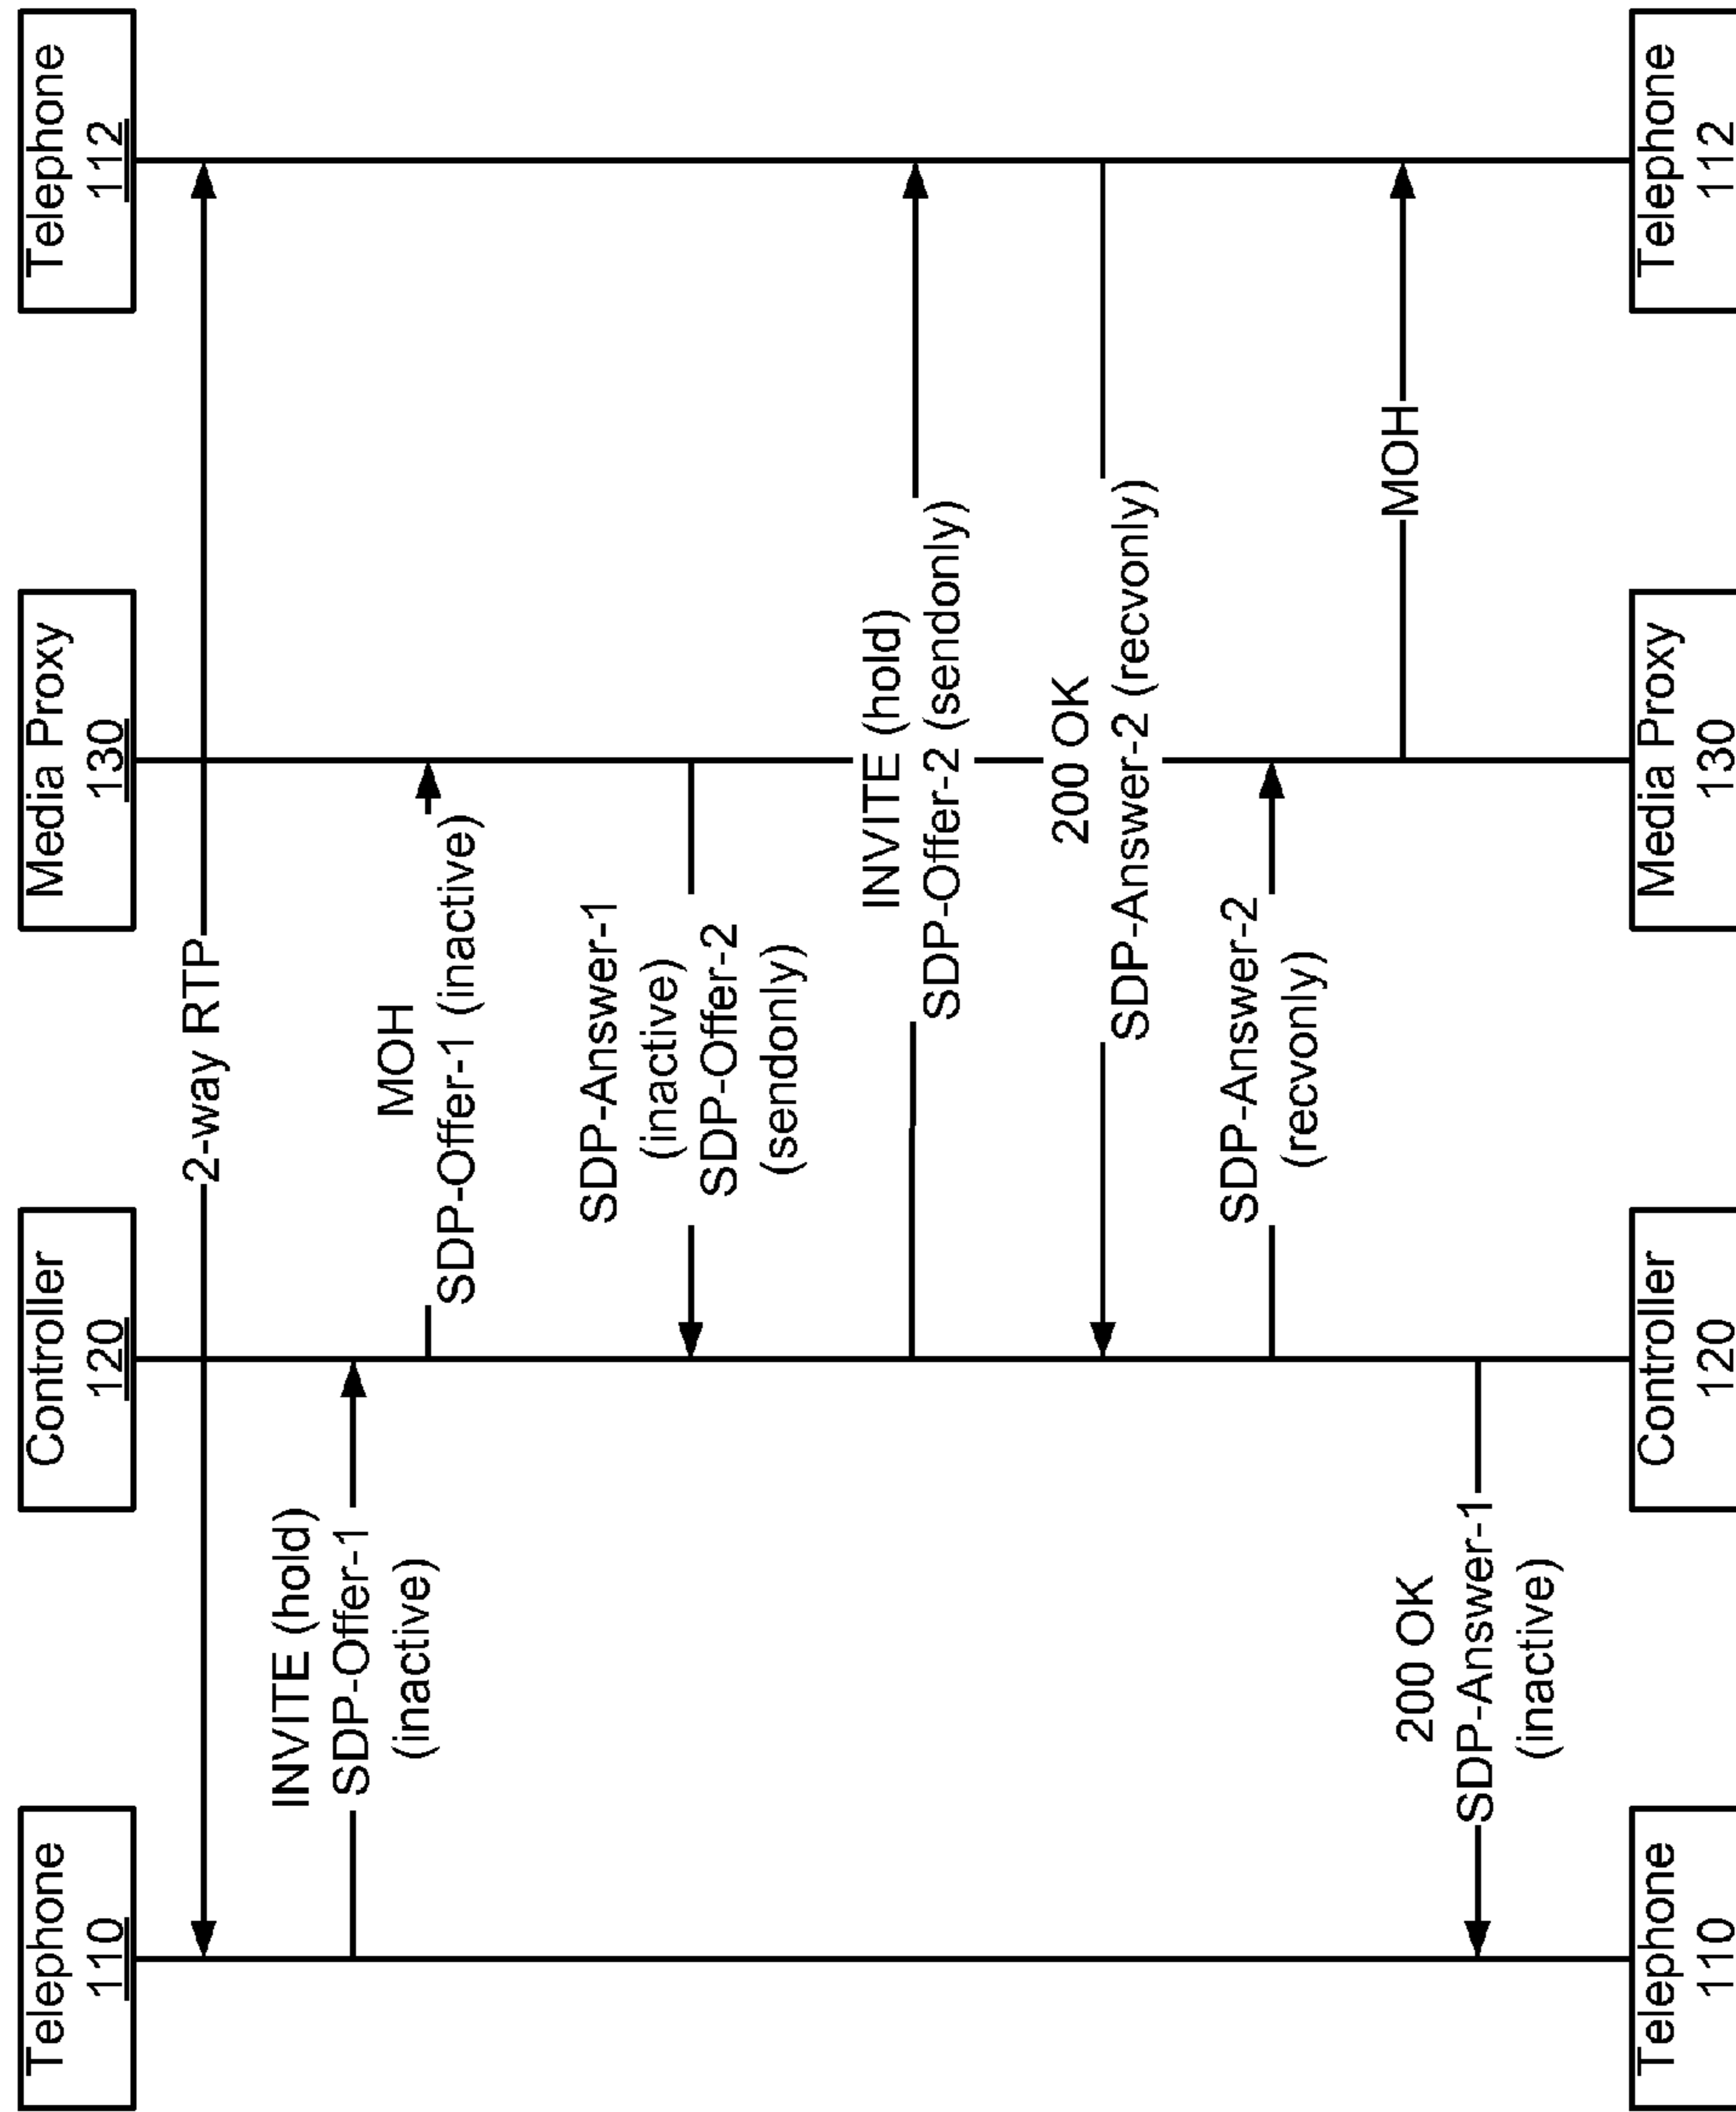 Telephone
110
Controller
120
Media Proxy
130
Telephone
112
2-way RTP
INVITE (hold)
SDP-Offer-1
(inactive)
MOH
SDP-Offer-1 (inactive)
SDP-Answer-1
(inactive)
SDP-Offer-2
(sendonly)
INVITE (hold)
SDP-Offer-2 (sendonly)
200 OK
SDP-Answer-2 (recvonly)
SDP-Answer-2
(recvonly)
MOH
200 OK
SDP-Answer-1
(inactive)
Telephone
110
Controller
120
Media Proxy
130
Telephone
112